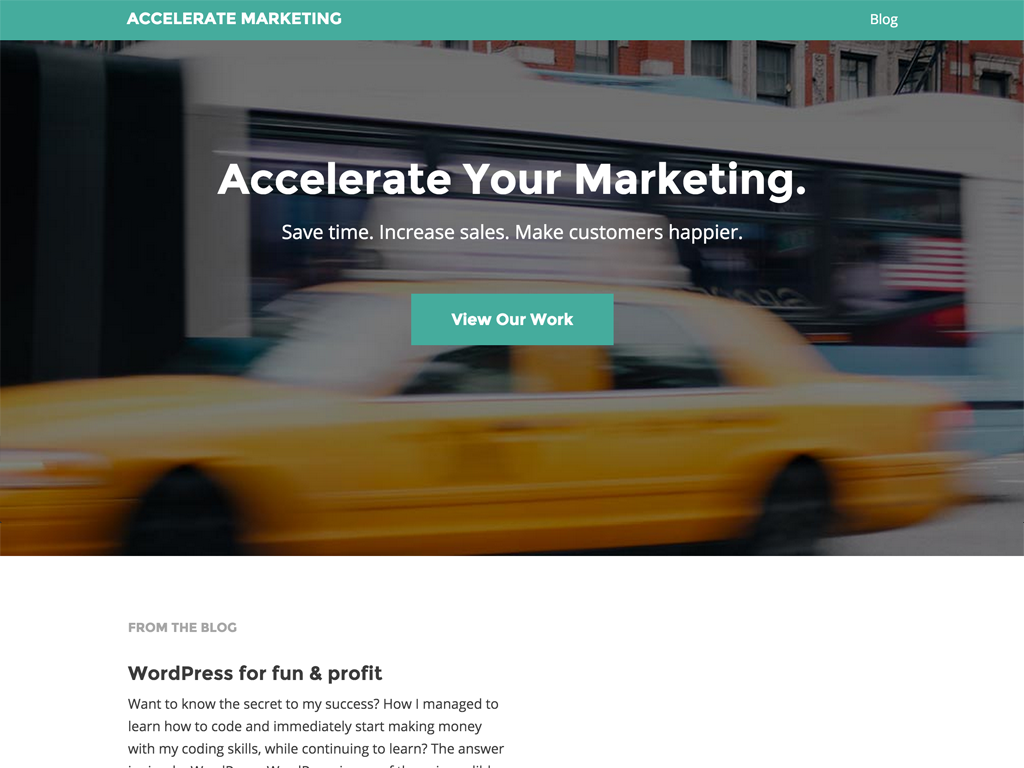 ACCELERATE MARKETING
Blog
Accelerate Your Marketing.
Save time. Increase sales. Make customers happier.
View Our Work
FROM THE BLOG
WordPress for fun & profit
Want to know the secret to my success? How I managed to
learn how to code and immediately start making money
with my coding skills, while continuing to learn? The answer